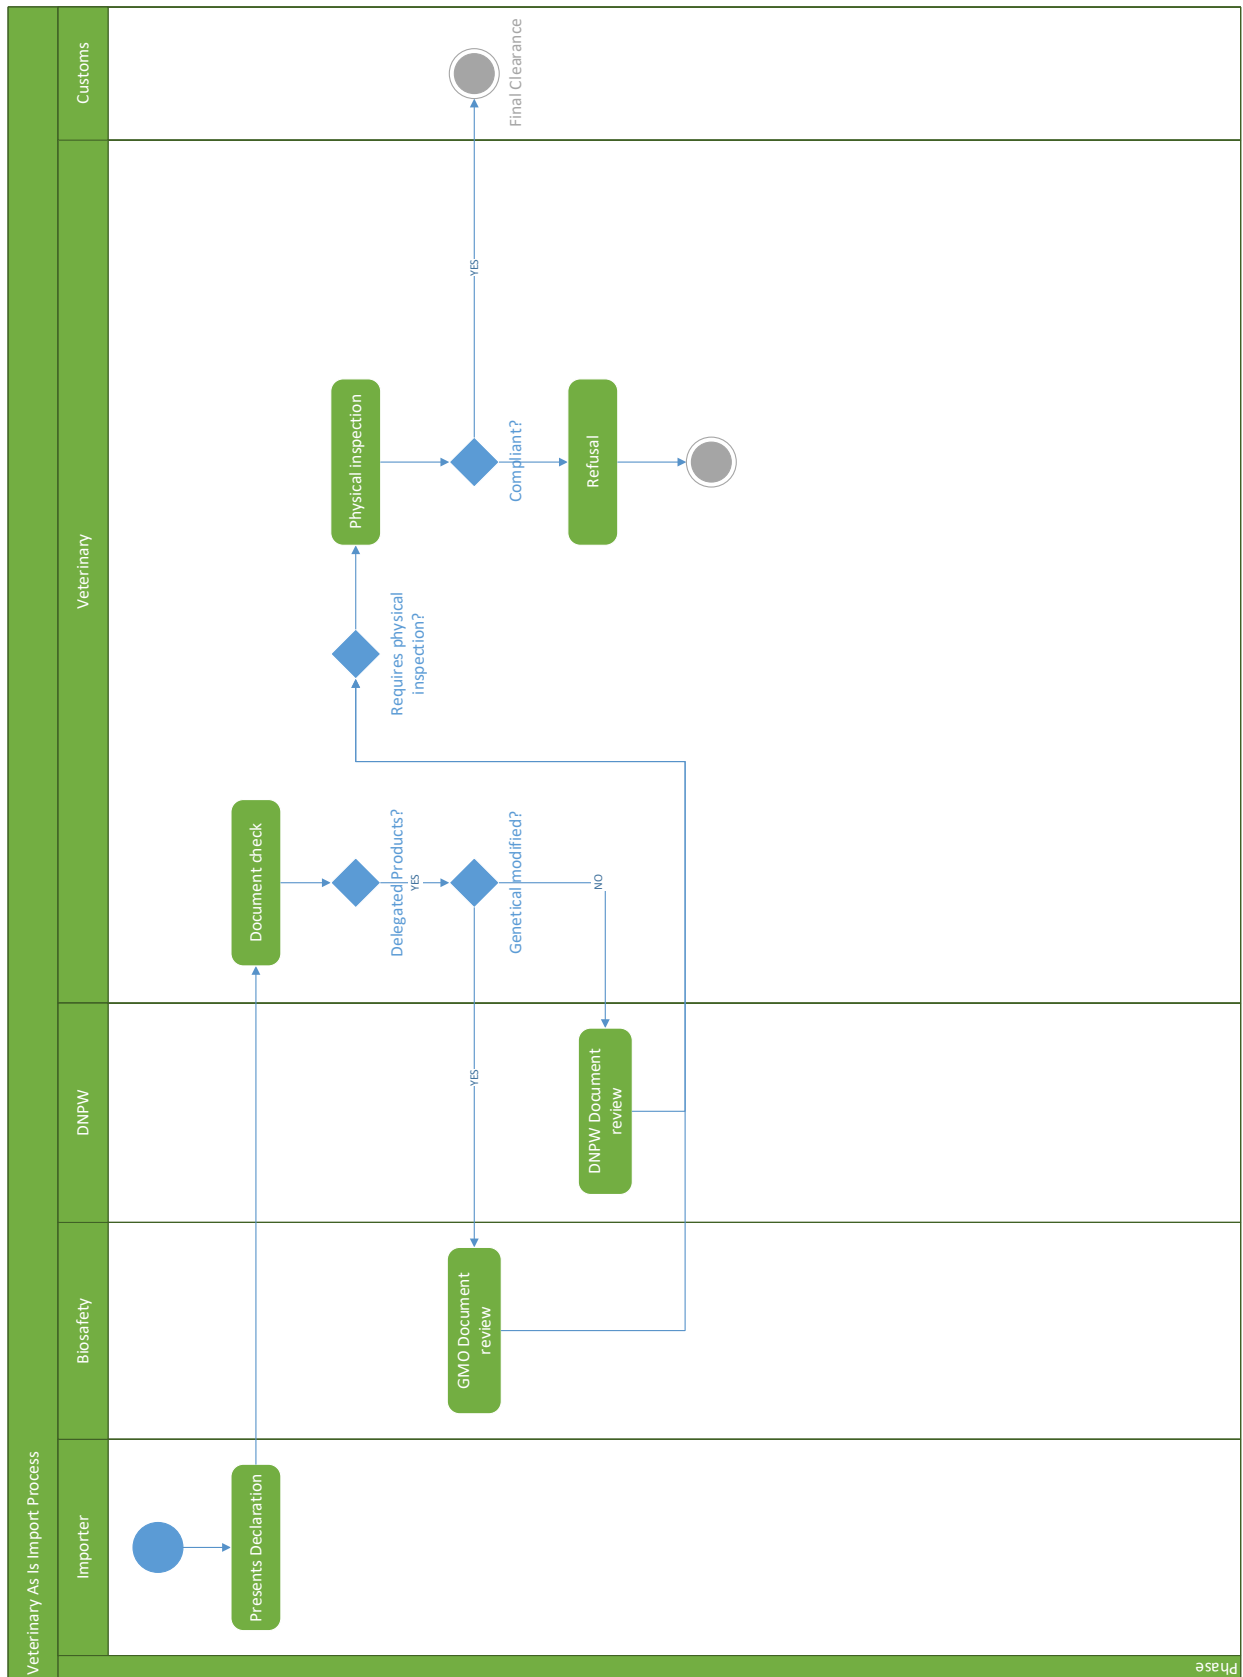 Veterinary As Is Import Process
Importer
Biosafety
DNPW
Veterinary
Customs
Presents Declaration
Document check
Delegated Products?
YES
Genetical modified?
YES
NO
GMO Document
review
DNPW Document
review
Requires physical
inspection?
Physical inspection
Compliant?
YES
Refusal
Final Clearance
Phase